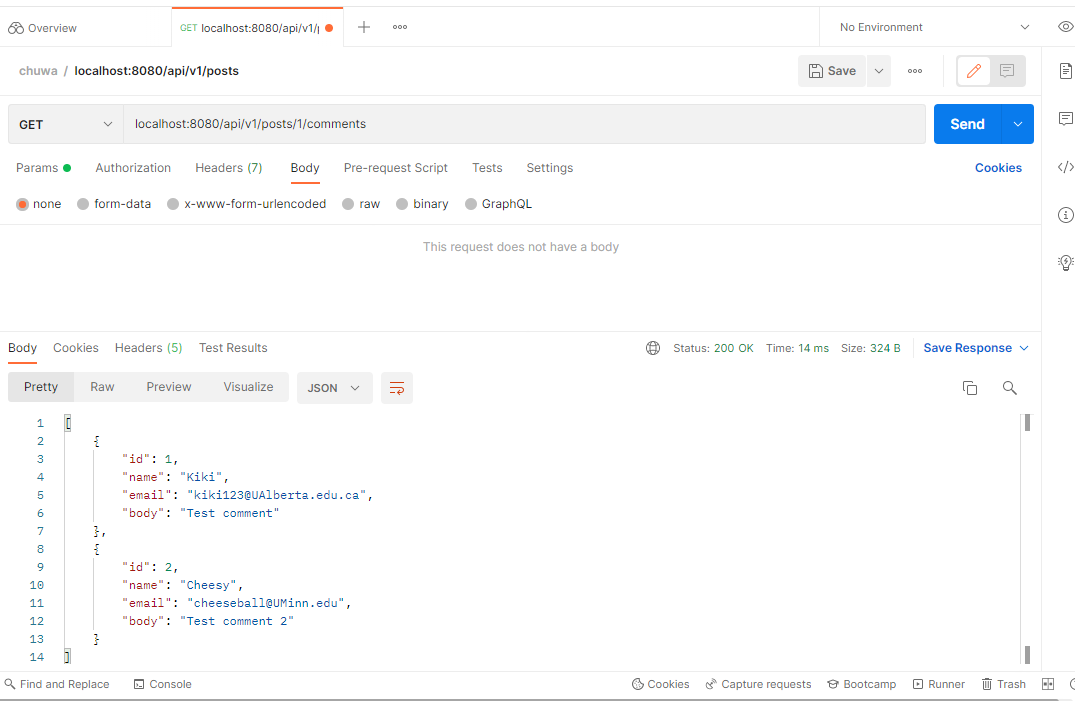 Overview GET localhost:8080/api/v1/p No Environment
chuwa / localhost:8080/api/v1/posts Save
GET localhost:8080/api/v1/posts/1/comments Send
Params Authorization Headers (7) Body Pre-request Script Tests Settings Cookies
none form-data x-www-form-urlencoded raw binary GraphQL
This request does not have a body
Body Cookies Headers (5) Test Results Status: 200 OK Time: 14 ms Size: 324 B Save Response
Pretty Raw Preview Visualize JSON
1 [
2 {
3 "id": 1,
4 "name": "Kiki",
5 "email": "kiki123@UAlberta.edu.ca",
6 "body": "Test comment"
7 },
8 {
9 "id": 2,
10 "name": "Cheesy",
11 "email": "cheeseball@UMinn.edu",
12 "body": "Test comment 2"
13 }
14 ]
Find and Replace Console Cookies Capture requests Bootcamp Runner Trash